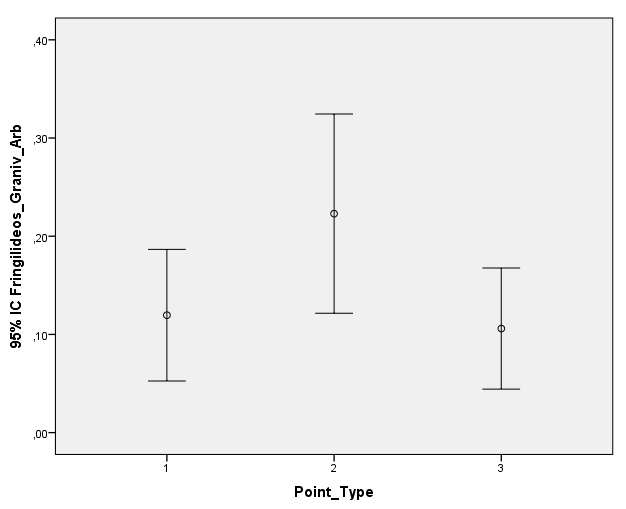 ,40
,30
,20
,10
,00
95% IC Fringilideos_Graniv_Arb
1 2 3
Point_Type